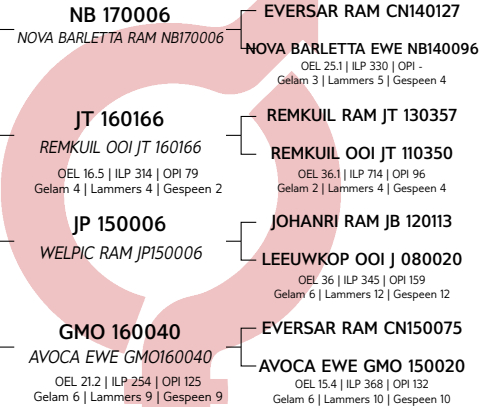 NB 170006
NOVA BARLETTA RAM NB170006
EVERSAR RAM CN140127
NOVA BARLETTA EWE NB140096
OEL 25.1 | ILP 330 | OPI -
Gelam 3 | Lammers 5 | Gespeen 4
JT 160166
REMKUIL OOI JT 160166
OEL 16.5 | ILP 314 | OPI 79
Gelam 4 | Lammers 4 | Gespeen 2
REMKUIL RAM JT 130357
REMKUIL OOI JT 110350
OEL 36.1 | ILP 714 | OPI 96
Gelam 2 | Lammers 4 | Gespeen 4
JP 150006
WELPIC RAM JP150006
JOHANRI RAM JB 120113
LEEUWKOP OOI J 080020
OEL 36 | ILP 345 | OPI 159
Gelam 6 | Lammers 12 | Gespeen 12
GMO 160040
AVOCA EWE GMO160040
OEL 21.2 | ILP 254 | OPI 125
Gelam 6 | Lammers 9 | Gespeen 9
EVERSAR RAM CN150075
AVOCA EWE GMO 150020
OEL 15.4 | ILP 368 | OPI 132
Gelam 6 | Lammers 10 | Gespeen 10